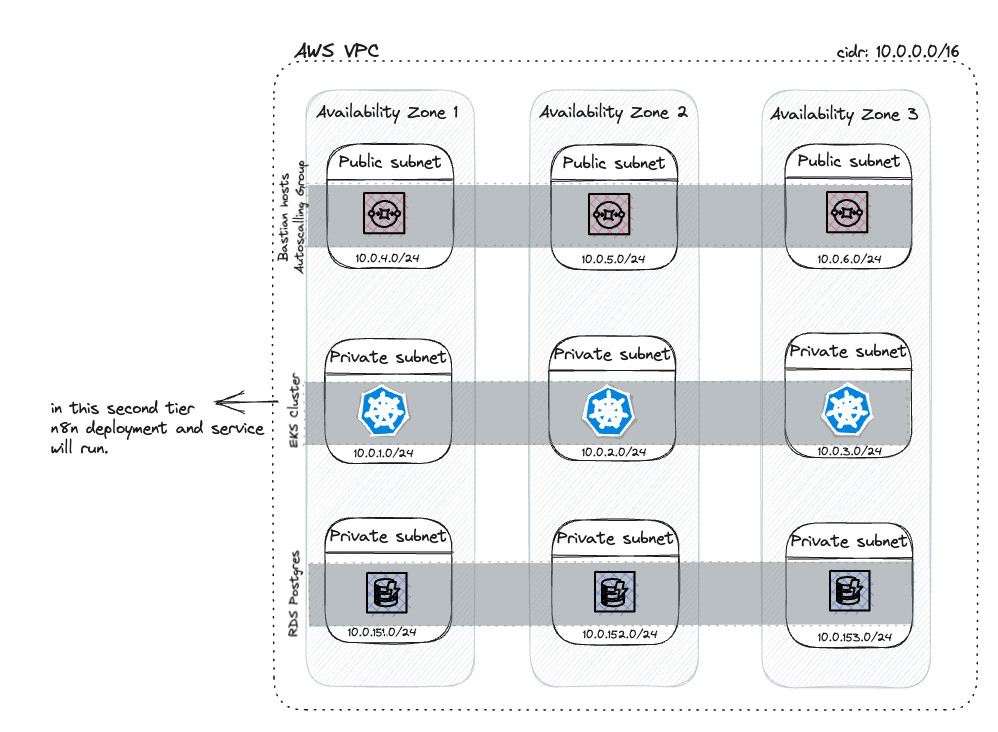 AWS VPC
cidr: 10.0.0.0/16
Availability Zone 1
Availability Zone 2
Availability Zone 3
Bastian hosts
Autoscalling Group
Public subnet
Public subnet
Public subnet
10.0.4.0/24
10.0.5.0/24
10.0.6.0/24
in this second tier
n8n deployment and service
will run.
EKS Cluster
Private subnet
Private subnet
Private subnet
10.0.1.0/24
10.0.2.0/24
10.0.3.0/24
RDS Postgres
Private subnet
Private subnet
Private subnet
10.0.151.0/24
10.0.152.0/24
10.0.153.0/24